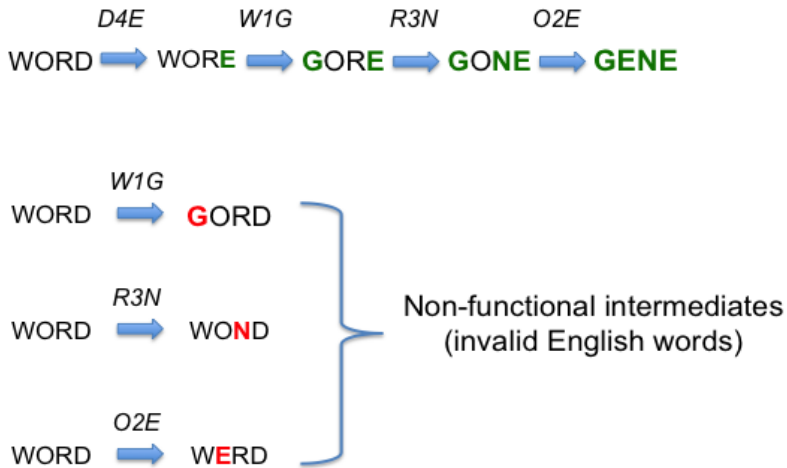 D4E W1G R3N O2E
WORD WORE GORE GONE GENE
W1G
WORD GORD
R3N
WORD WOND
Non-functional intermediates
(invalid English words)
O2E
WORD WERD